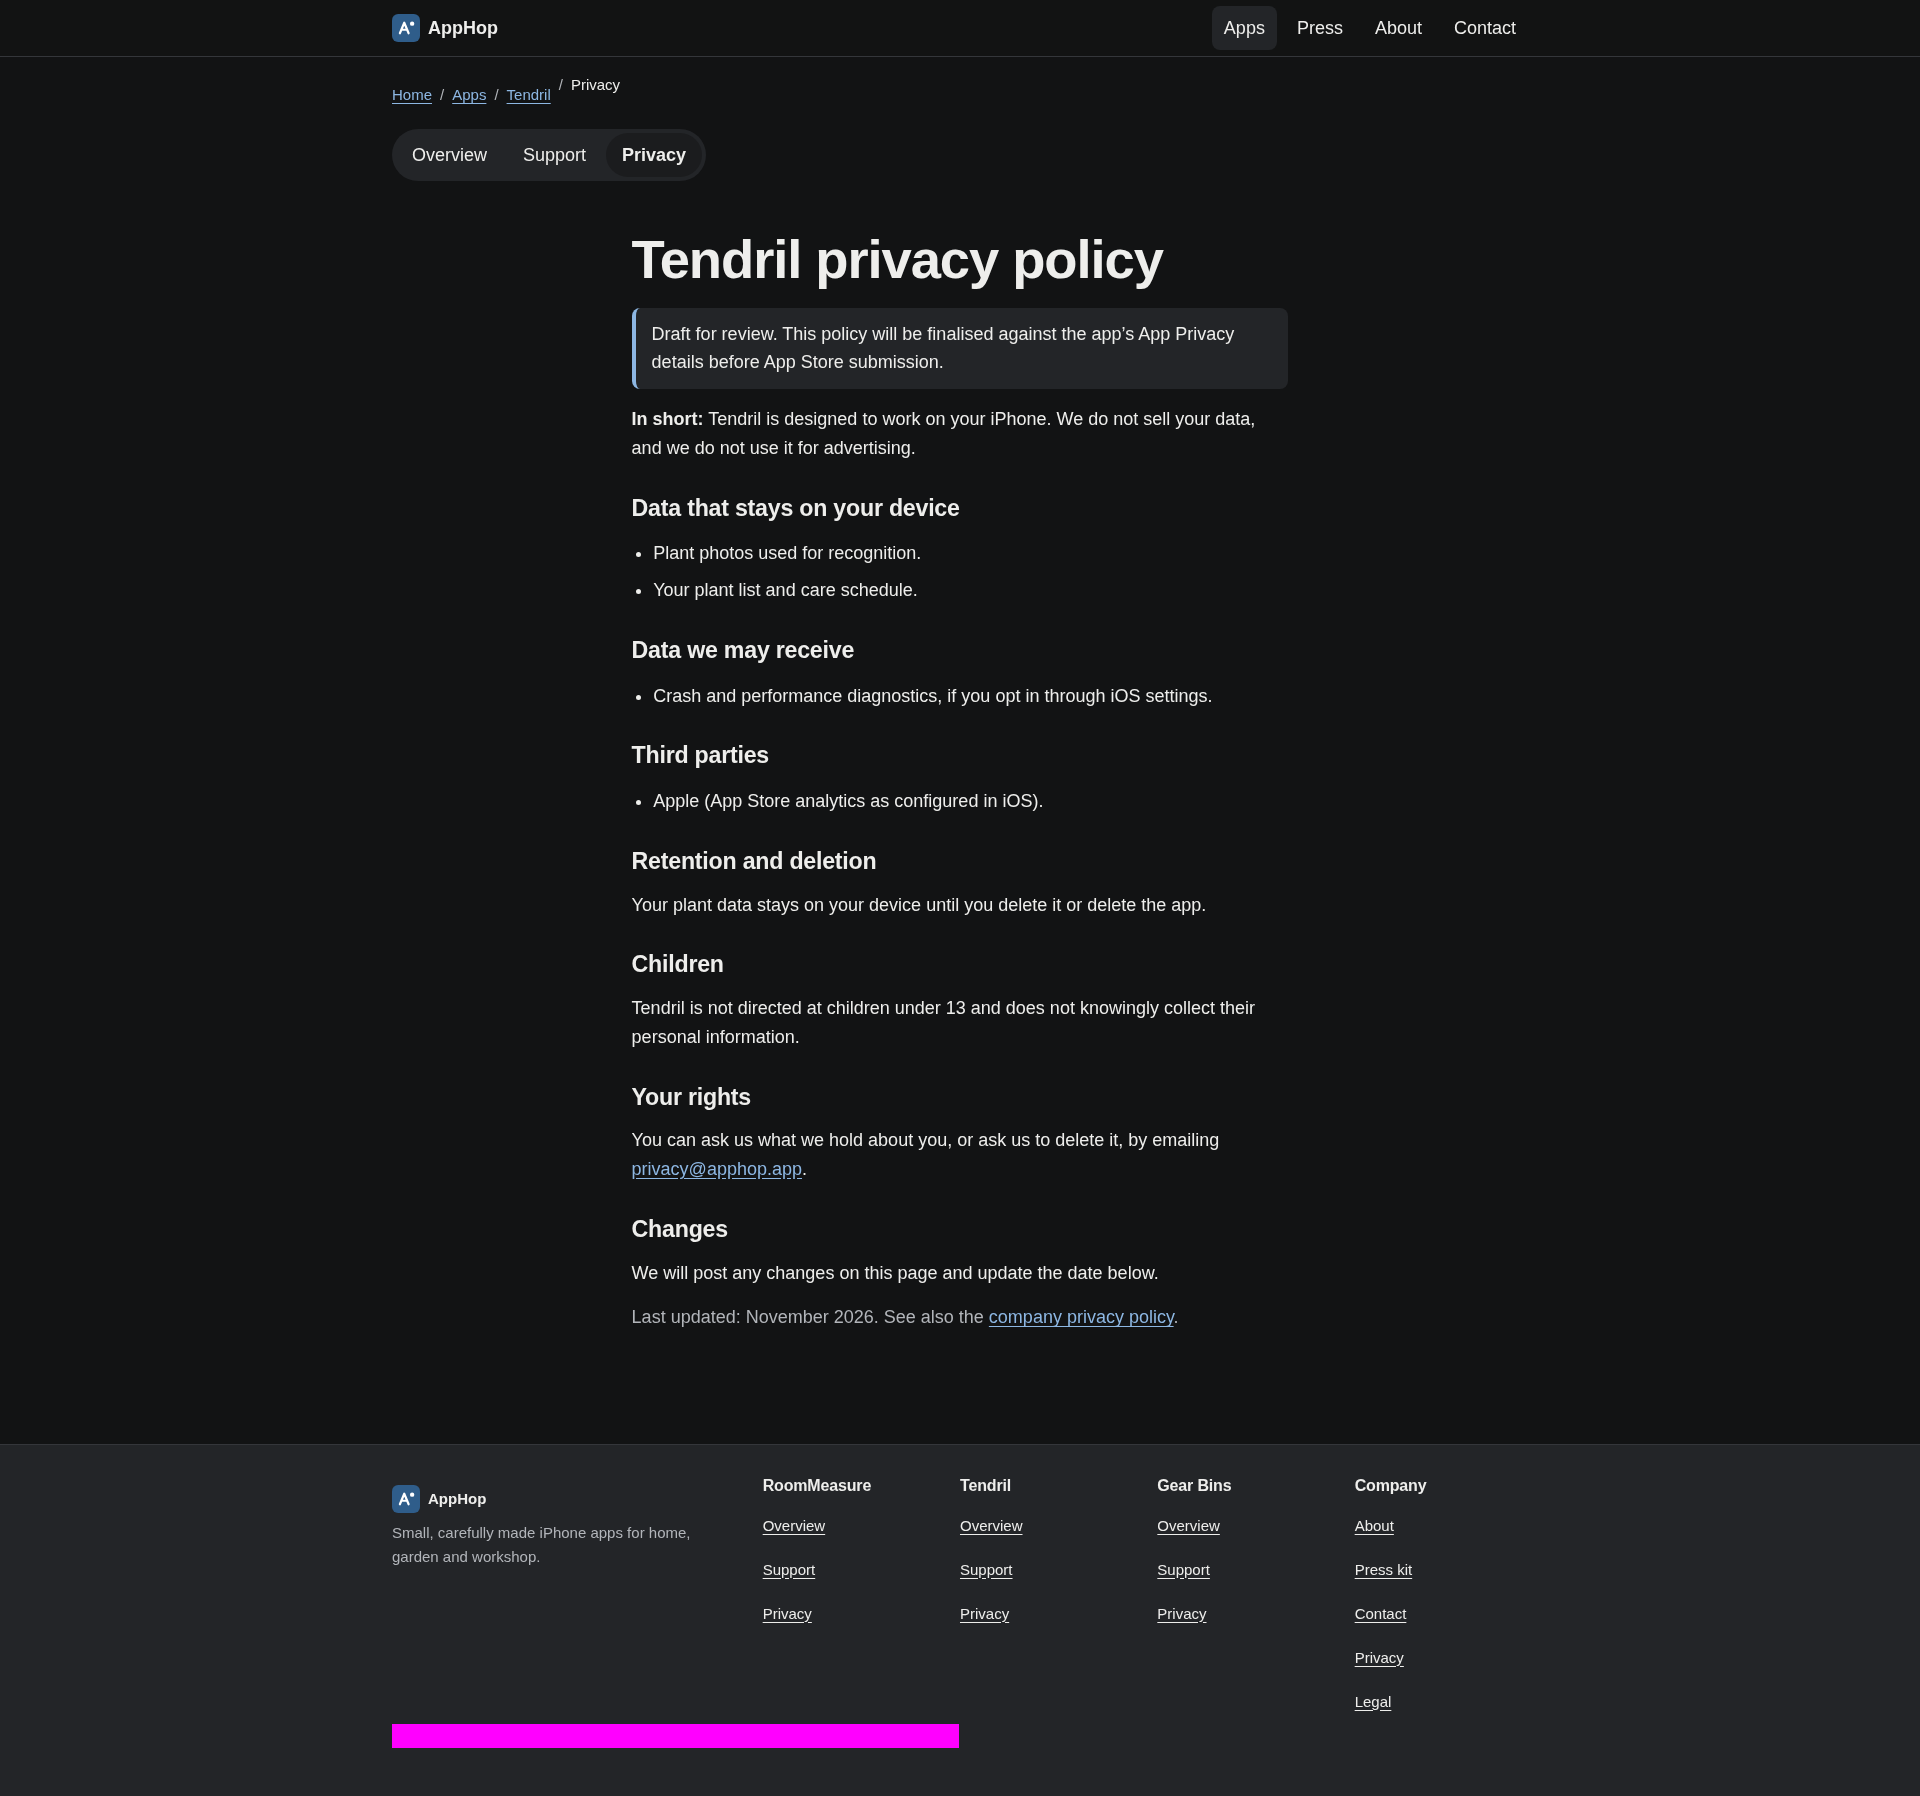 AppHop
Apps Press About Contact
Home / Apps / Tendril / Privacy
Overview Support Privacy
Tendril privacy policy
Draft for review. This policy will be finalised against the app’s App Privacy
details before App Store submission.
In short: Tendril is designed to work on your iPhone. We do not sell your data,
and we do not use it for advertising.
Data that stays on your device
• Plant photos used for recognition.
• Your plant list and care schedule.
Data we may receive
• Crash and performance diagnostics, if you opt in through iOS settings.
Third parties
• Apple (App Store analytics as configured in iOS).
Retention and deletion
Your plant data stays on your device until you delete it or delete the app.
Children
Tendril is not directed at children under 13 and does not knowingly collect their
personal information.
Your rights
You can ask us what we hold about you, or ask us to delete it, by emailing
privacy@apphop.app.
Changes
We will post any changes on this page and update the date below.
Last updated: November 2026. See also the company privacy policy.
AppHop
Small, carefully made iPhone apps for home,
garden and workshop.
RoomMeasure
Overview
Support
Privacy
Tendril
Overview
Support
Privacy
Gear Bins
Overview
Support
Privacy
Company
About
Press kit
Contact
Privacy
Legal